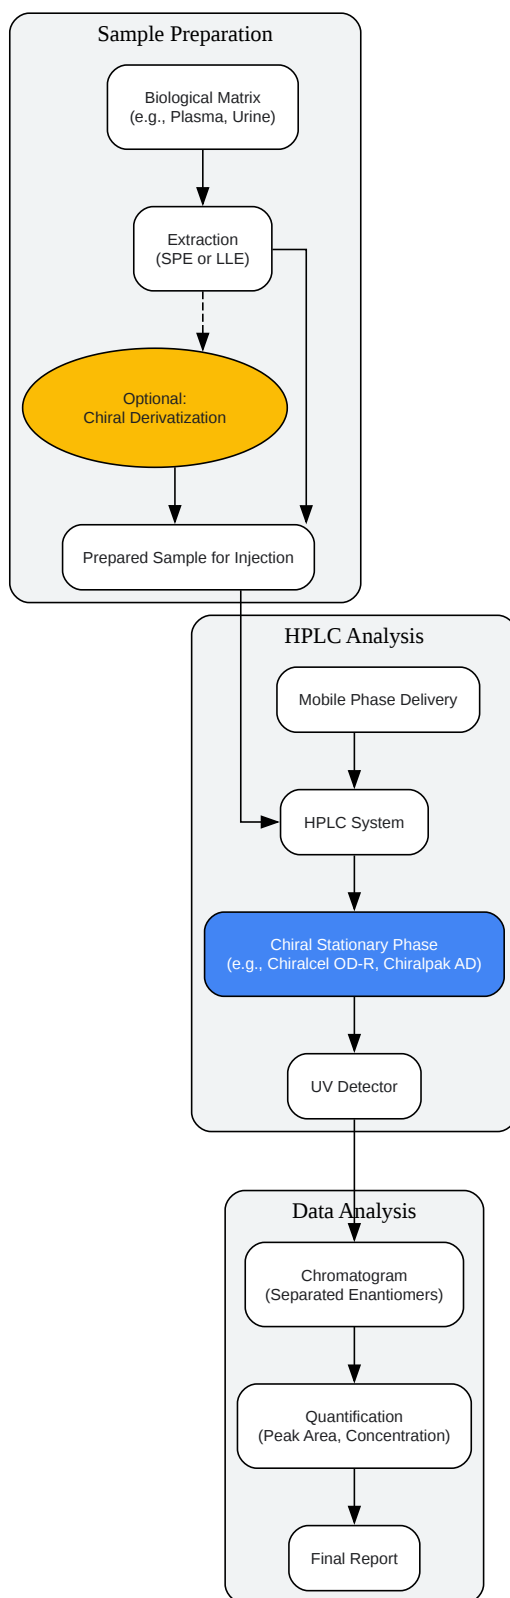 Sample Preparation
Biological Matrix
(e.g., Plasma, Urine)
Extraction
(SPE or LLE)
Optional:
Chiral Derivatization
Prepared Sample for Injection
HPLC Analysis
Mobile Phase Delivery
HPLC System
Chiral Stationary Phase
(e.g., Chiralcel OD-R, Chiralpak AD)
UV Detector
Data Analysis
Chromatogram
(Separated Enantiomers)
Quantification
(Peak Area, Concentration)
Final Report